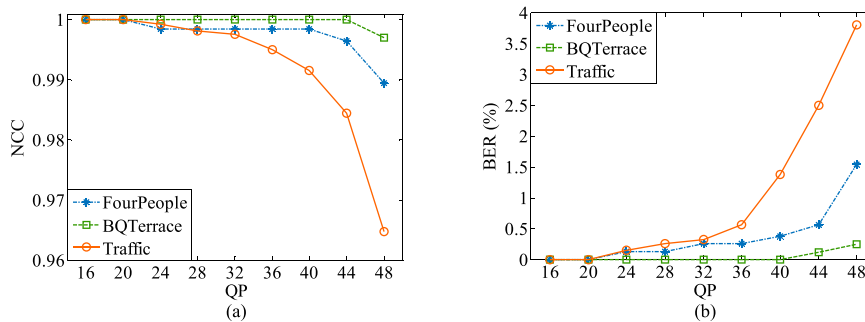 1
0.99
0.98
0.97
0.96
NCC
FourPeople
BQTerrace
Traffic
16 20 24 28 32 36 40 44 48
QP
(a)
4
3.5
3
2.5
2
1.5
1
0.5
0
BER (%)
FourPeople
BQTerrace
Traffic
16 20 24 28 32 36 40 44 48
QP
(b)